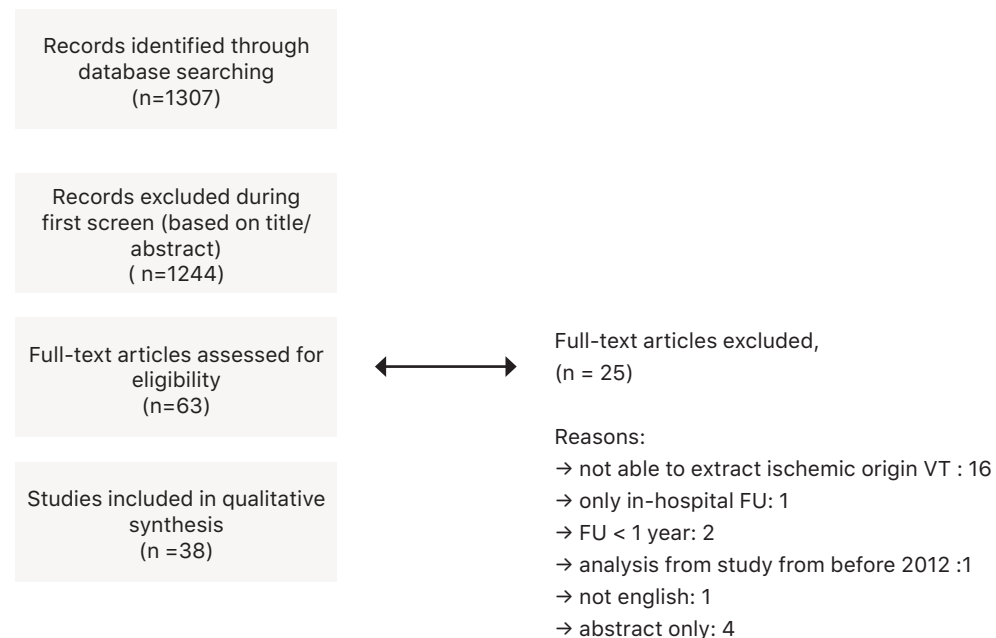 Records identified through
database searching
(n=1307)
Records excluded during
first screen (based on title/
abstract)
( n=1244)
Full-text articles assessed for
eligibility
(n=63)
Studies included in qualitative
synthesis
(n =38)
Full-text articles excluded,
(n = 25)
Reasons:
→ not able to extract ischemic origin VT : 16
→ only in-hospital FU: 1
→ FU < 1 year: 2
→ analysis from study from before 2012 :1
→ not english: 1
→ abstract only: 4